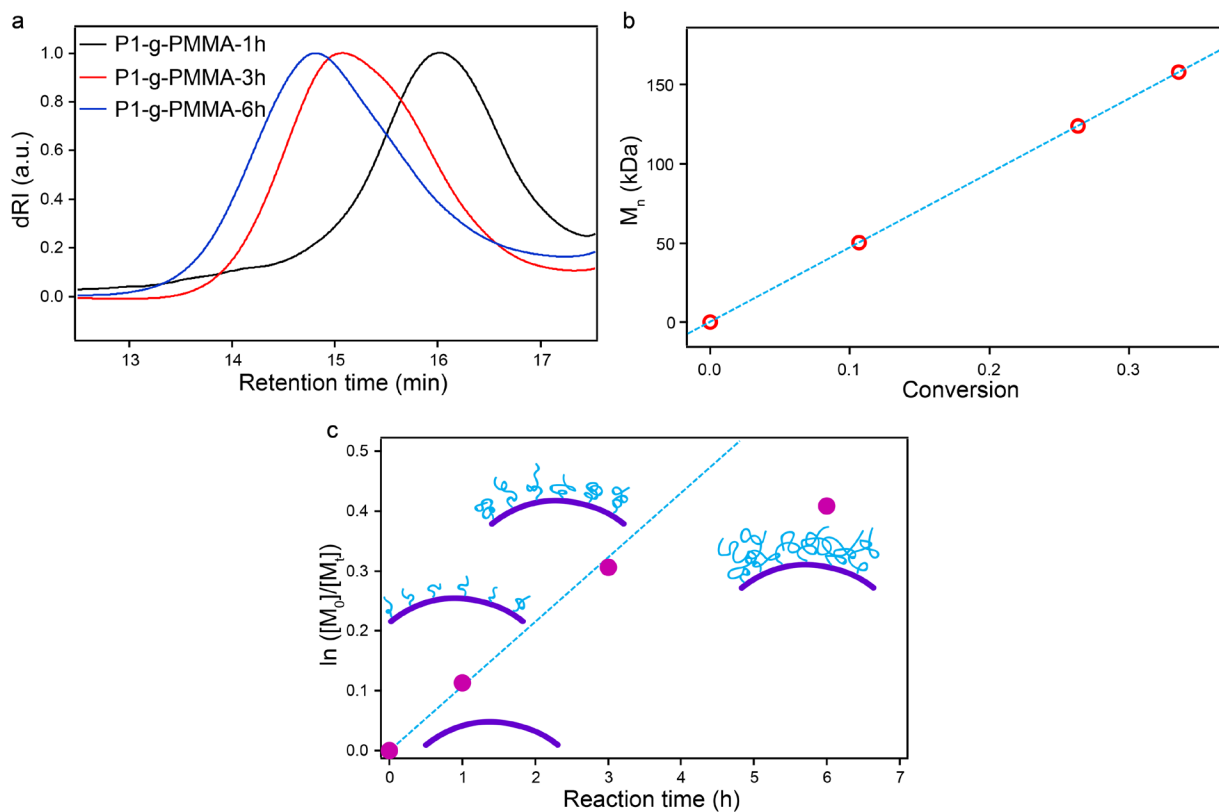 a
P1-g-PMMA-1h
P1-g-PMMA-3h
P1-g-PMMA-6h
1.0
0.8
0.6
0.4
0.2
0.0
dRI (a.u.)
13 14 15 16 17
Retention time (min)
b
150
100
50
0
Mn (kDa)
0.0 0.1 0.2 0.3
Conversion
c
0.5
0.4
0.3
0.2
0.1
0.0
ln ([M0]/[Mt])
0 1 2 3 4 5 6 7
Reaction time (h)